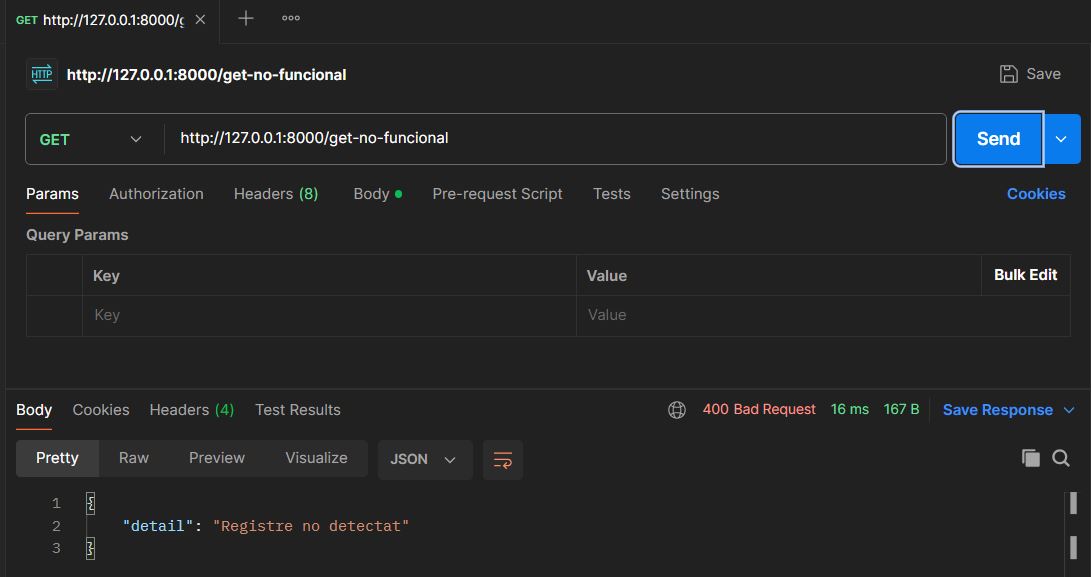 GET http://127.0.0.1:8000/g
HTTP http://127.0.0.1:8000/get-no-funcional Save
GET http://127.0.0.1:8000/get-no-funcional Send
Params Authorization Headers (8) Body Pre-request Script Tests Settings Cookies
Query Params
Key Value Bulk Edit
Key Value
Body Cookies Headers (4) Test Results 400 Bad Request 16 ms 167 B Save Response
Pretty Raw Preview Visualize JSON
1 {
2 "detail": "Registre no detectat"
3 }